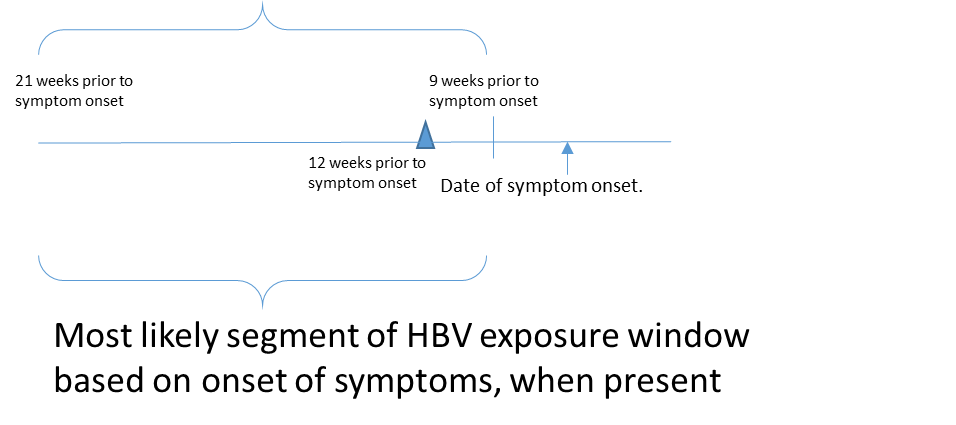 21 weeks prior to
symptom onset
9 weeks prior to
symptom onset
12 weeks prior to
symptom onset
Date of symptom onset.
Most likely segment of HBV exposure window
based on onset of symptoms, when present